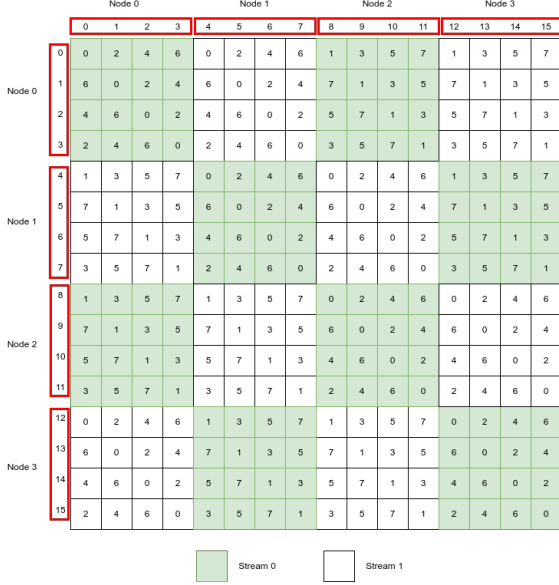 Node 0 Node 1 Node 2 Node 3
0 1 2 3 4 5 6 7 8 9 10 11 12 13 14 15
0 0 2 4 6 0 2 4 6 1 3 5 7 1 3 5 7
1 6 0 2 4 6 0 2 4 7 1 3 5 7 1 3 5
Node 0
2 4 6 0 2 4 6 0 2 5 7 1 3 5 7 1 3
3 2 4 6 0 2 4 6 0 3 5 7 1 3 5 7 1
4 1 3 5 7 0 2 4 6 0 2 4 6 1 3 5 7
5 7 1 3 5 6 0 2 4 6 0 2 4 7 1 3 5
Node 1
6 5 7 1 3 4 6 0 2 4 6 0 2 5 7 1 3
7 3 5 7 1 2 4 6 0 2 4 6 0 3 5 7 1
8 1 3 5 7 1 3 5 7 0 2 4 6 0 2 4 6
9 7 1 3 5 7 1 3 5 6 0 2 4 6 0 2 4
Node 2
10 5 7 1 3 5 7 1 3 4 6 0 2 4 6 0 2
11 3 5 7 1 3 5 7 1 2 4 6 0 2 4 6 0
12 0 2 4 6 1 3 5 7 1 3 5 7 0 2 4 6
13 6 0 2 4 7 1 3 5 7 1 3 5 6 0 2 4
Node 3
14 4 6 0 2 5 7 1 3 5 7 1 3 4 6 0 2
15 2 4 6 0 3 5 7 1 3 5 7 1 2 4 6 0
Stream 0 Stream 1